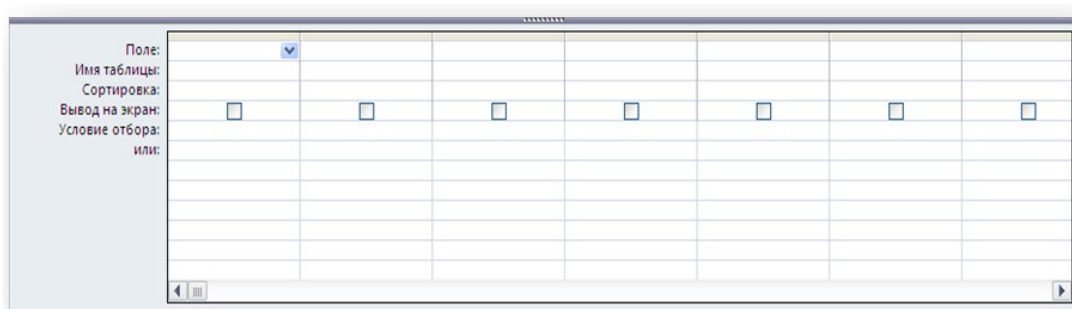 Поле:
Имя таблицы:
Сортировка:
Вывод на экран:
Условие отбора:
или: